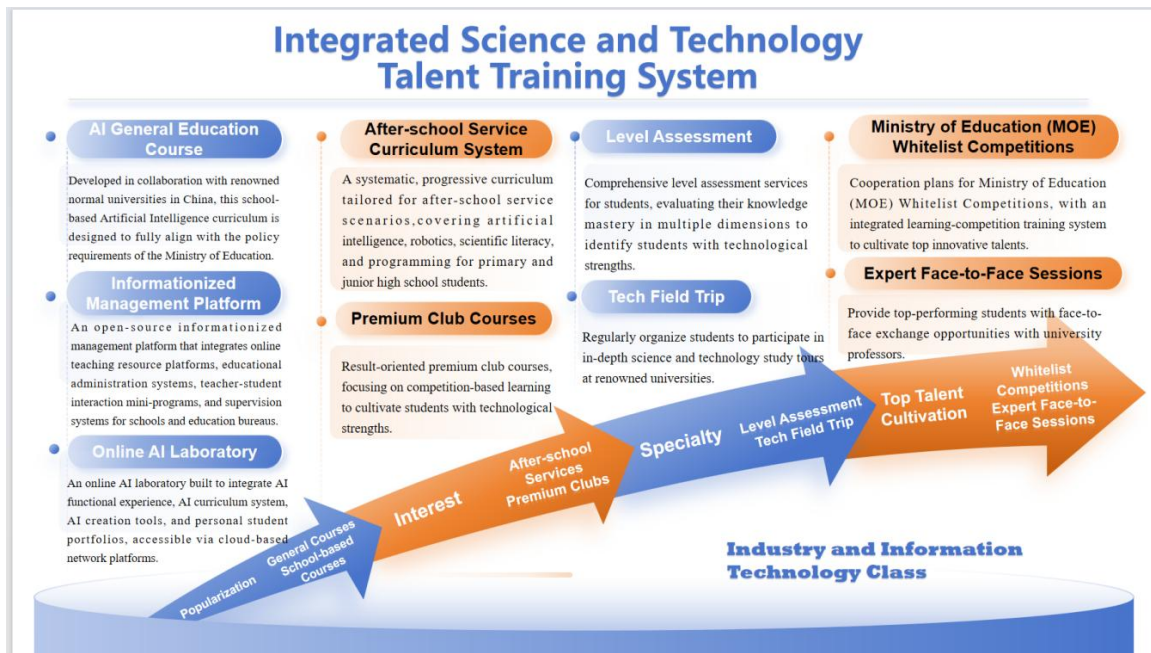 Integrated Science and Technology
Talent Training System
AI General Education
Course
Developed in collaboration with renowned
normal universities in China, this school-
based Artificial Intelligence curriculum is
designed to fully align with the policy
requirements of the Ministry of Education.
Informationized
Management Platform
An open-source informationized
management platform that integrates online
teaching resource platforms, educational
administration systems, teacher-student
interaction mini-programs, and supervision
systems for schools and education bureaus.
Online AI Laboratory
An online AI laboratory built to integrate AI
functional experience, AI curriculum system,
AI creation tools, and personal student
portfolios, accessible via cloud-based
network platforms.
After-school Service
Curriculum System
A systematic, progressive curriculum
tailored for after-school service
scenarios,covering artificial
intelligence, robotics, scientific literacy,
and programming for primary and
junior high school students.
Premium Club Courses
Result-oriented premium club courses,
focusing on competition-based learning
to cultivate students with technological
strengths.
Level Assessment
Comprehensive level assessment services
for students, evaluating their knowledge
mastery in multiple dimensions to
identify students with technological
strengths.
Tech Field Trip
Regularly organize students to participate in
in-depth science and technology study tours
at renowned universities.
Ministry of Education (MOE)
Whitelist Competitions
Cooperation plans for Ministry of Education
(MOE) Whitelist Competitions, with an
integrated learning-competition training system
to cultivate top innovative talents.
Expert Face-to-Face Sessions
Provide top-performing students with face-to-
face exchange opportunities with university
professors.
Popularization
General Courses
School-based
Courses
Interest
After-school
Services
Premium Clubs
Specialty
Level Assessment
Tech Field Trip
Top Talent
Cultivation
Whitelist
Competitions
Expert Face-to-
Face Sessions
Industry and Information
Technology Class